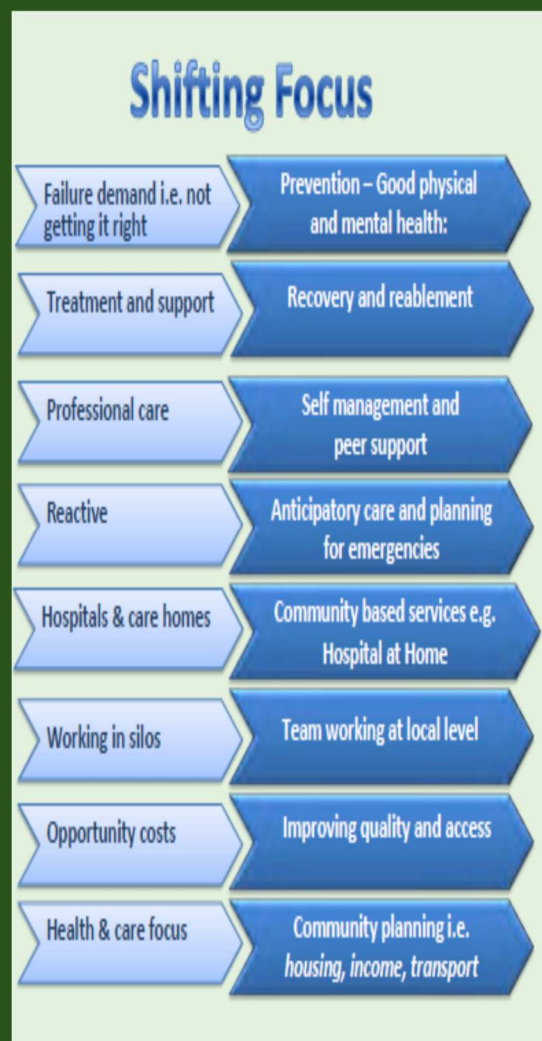 Shifting Focus
Failure demand i.e. not
getting it right
Prevention – Good physical
and mental health:
Treatment and support
Recovery and reablement
Professional care
Self management and
peer support
Reactive
Anticipatory care and planning
for emergencies
Hospitals & care homes
Community based services e.g.
Hospital at Home
Working in silos
Team working at local level
Opportunity costs
Improving quality and access
Health & care focus
Community planning i.e.
housing, income, transport